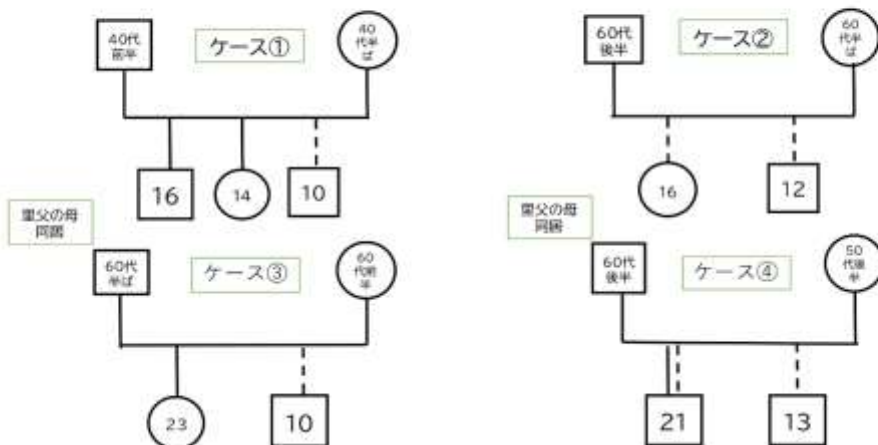 40代
前半
ケース①
40
代半
ば
16
14
10
60代
後半
ケース②
60
代半
ば
16
12
里父の母
同居
60代
半ば
ケース③
60
代前
半
23
10
里父の母
同居
60代
後半
ケース④
50
代後
半
21
13